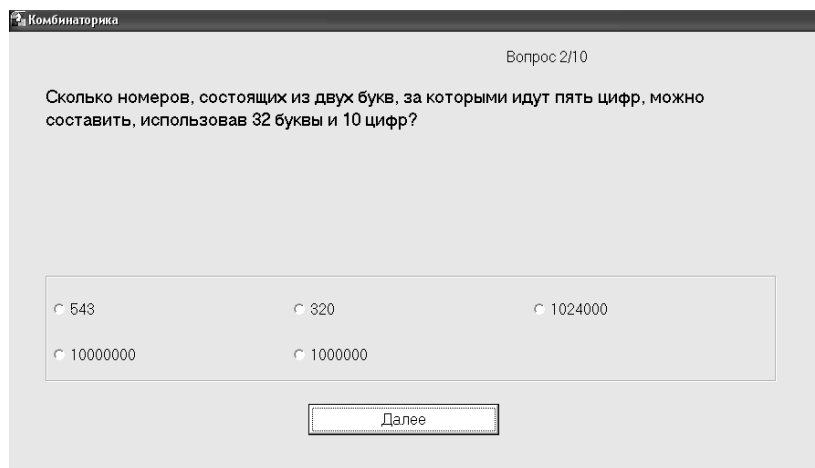 Комбинаторика
Вопрос 2/10
Сколько номеров, состоящих из двух букв, за которыми идут пять цифр, можно
составить, использовав 32 буквы и 10 цифр?
543 320 1024000
10000000 1000000
Далее